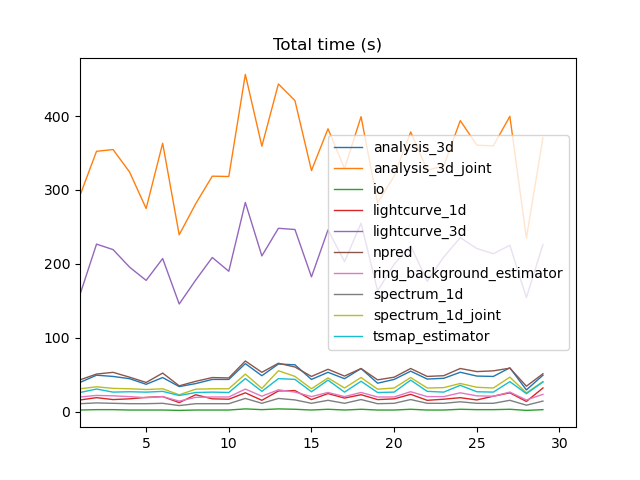 Total time (s)
400
300
200
100
0
5 10 15 20 25 30
analysis_3d
analysis_3d_joint
io
lightcurve_1d
lightcurve_3d
npred
ring_background_estimator
spectrum_1d
spectrum_1d_joint
tsmap_estimator